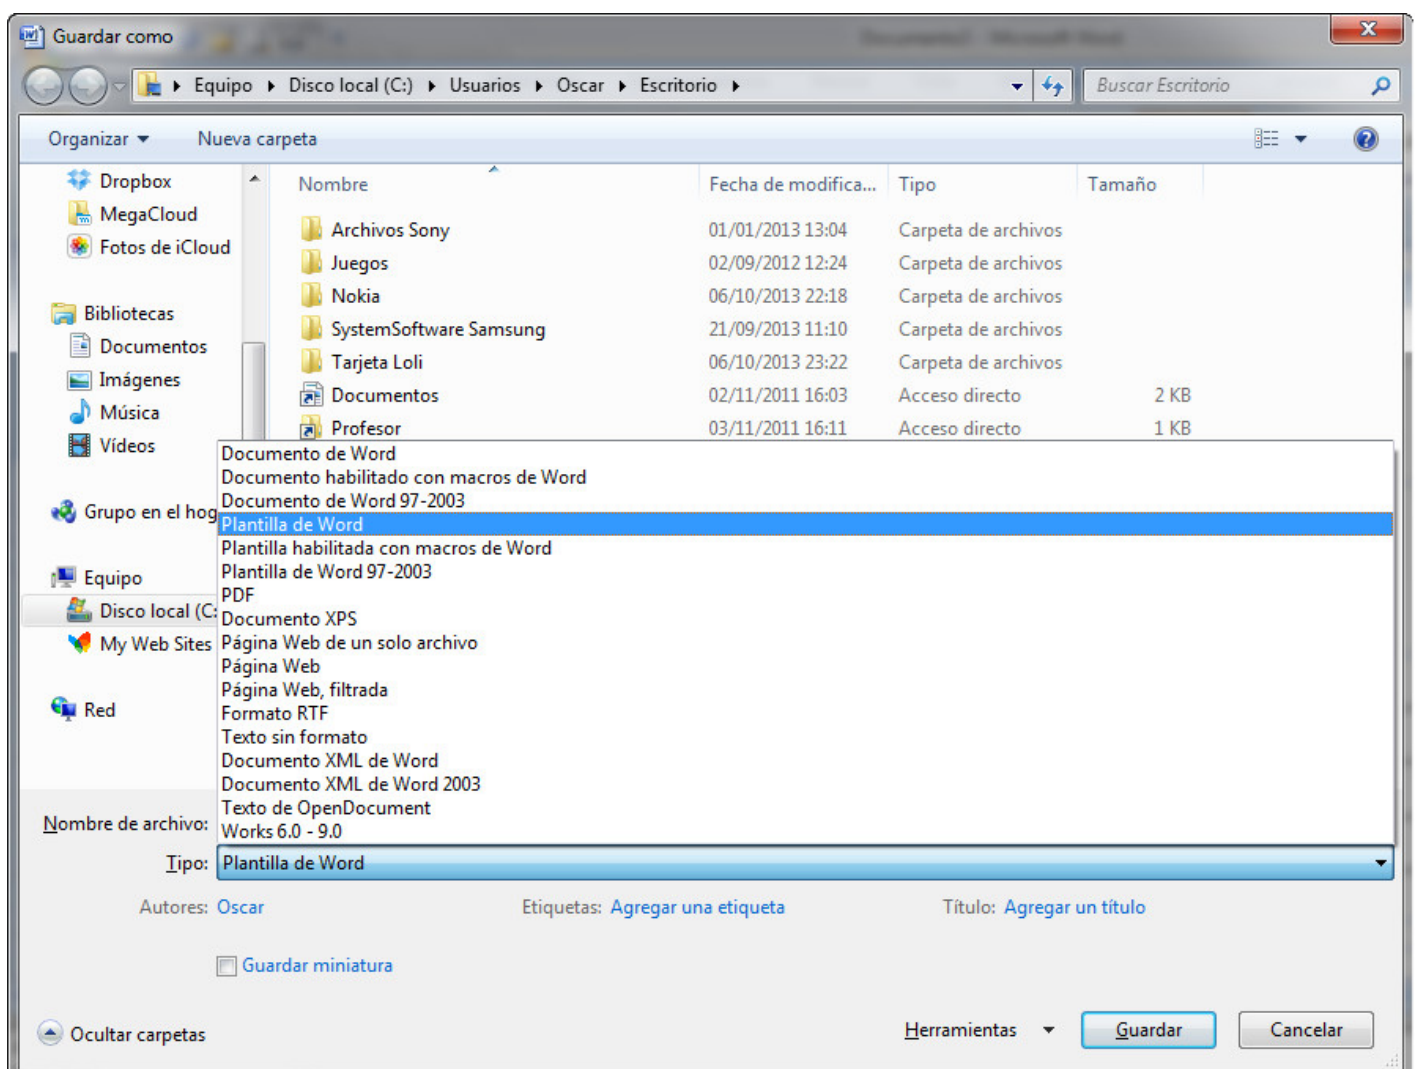 Guardar como
Equipo Disco local (C:) Usuarios Oscar Escritorio Buscar Escritorio
Organizar Nueva carpeta
Dropbox
MegaCloud
Fotos de iCloud
Bibliotecas
Documentos
Imágenes
Música
Vídeos
Grupo en el hog
Equipo
Disco local (C:
My Web Sites
Red
Nombre Fecha de modifica... Tipo Tamaño
Archivos Sony 01/01/2013 13:04 Carpeta de archivos
Juegos 02/09/2012 12:24 Carpeta de archivos
Nokia 06/10/2013 22:18 Carpeta de archivos
SystemSoftware Samsung 21/09/2013 11:10 Carpeta de archivos
Tarjeta Loli 06/10/2013 23:22 Carpeta de archivos
Documentos 02/11/2011 16:03 Acceso directo 2 KB
Profesor 03/11/2011 16:11 Acceso directo 1 KB
Documento de Word
Documento habilitado con macros de Word
Documento de Word 97-2003
Plantilla de Word
Plantilla habilitada con macros de Word
Plantilla de Word 97-2003
PDF
Documento XPS
Página Web de un solo archivo
Página Web
Página Web, filtrada
Formato RTF
Texto sin formato
Documento XML de Word
Documento XML de Word 2003
Texto de OpenDocument
Works 6.0 - 9.0
Nombre de archivo:
Tipo: Plantilla de Word
Autores: Oscar Etiquetas: Agregar una etiqueta Título: Agregar un título
Guardar miniatura
Ocultar carpetas Herramientas Guardar Cancelar